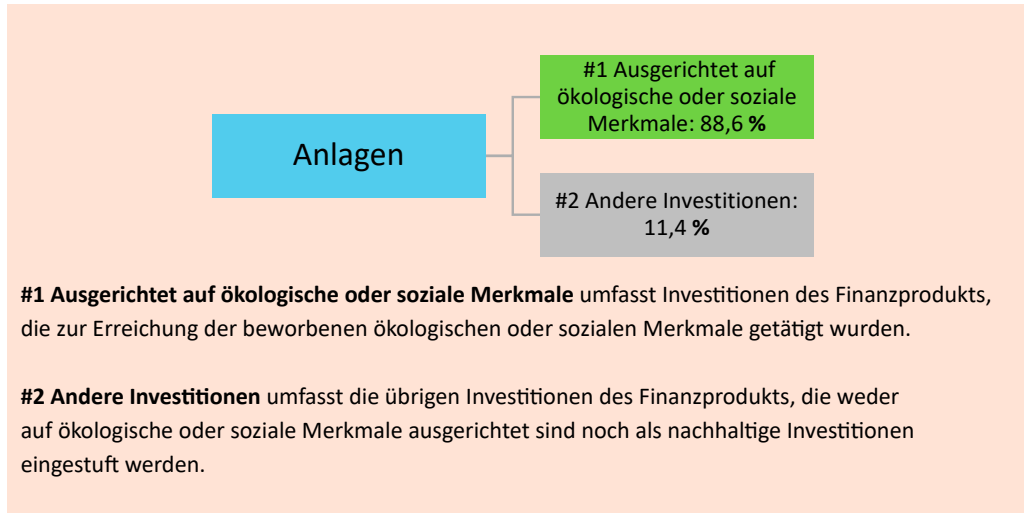 #1 Ausgerichtet auf
ökologische oder soziale
Merkmale: 88,6 %
Anlagen
#2 Andere Investitionen:
11,4 %
#1 Ausgerichtet auf ökologische oder soziale Merkmale umfasst Investitionen des Finanzprodukts,
die zur Erreichung der beworbenen ökologischen oder sozialen Merkmale getätigt wurden.
#2 Andere Investitionen umfasst die übrigen Investitionen des Finanzprodukts, die weder
auf ökologische oder soziale Merkmale ausgerichtet sind noch als nachhaltige Investitionen
eingestuft werden.